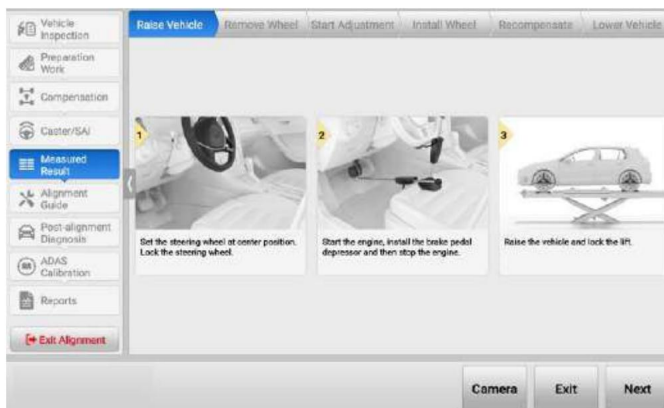 Vehicle
Inspection
Raise Vehicle
Remove Wheel
Start Adjustment
Install Wheel
Recompensate
Lower Vehicle
Preparation
Work
Compensation
Caster/SAI
Measured
Result
Alignment
Guide
Post-alignment
Diagnosis
ADAS
Calibration
Reports
Exit Alignment
1
Set the steering wheel at center position.
Lock the steering wheel.
2
Start the engine, install the brake pedal
depressor and then stop the engine.
3
Raise the vehicle and lock the lift.
Camera
Exit
Next